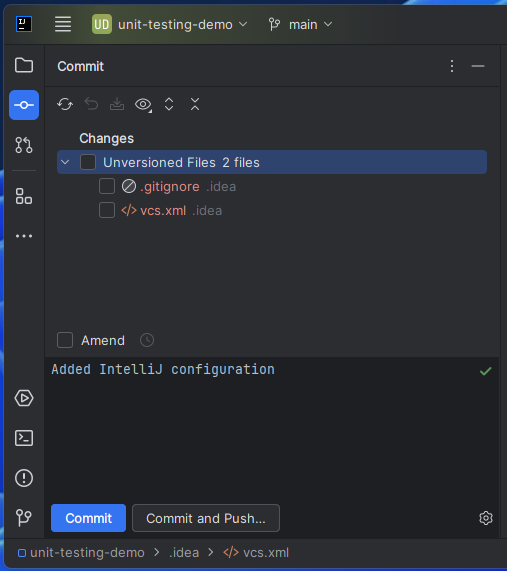 IJ
UD unit-testing-demo main
Commit
Changes
Unversioned Files 2 files
.gitignore .idea
</> vcs.xml .idea
Amend
Added IntelliJ configuration
Commit Commit and Push...
unit-testing-demo > .idea > </> vcs.xml